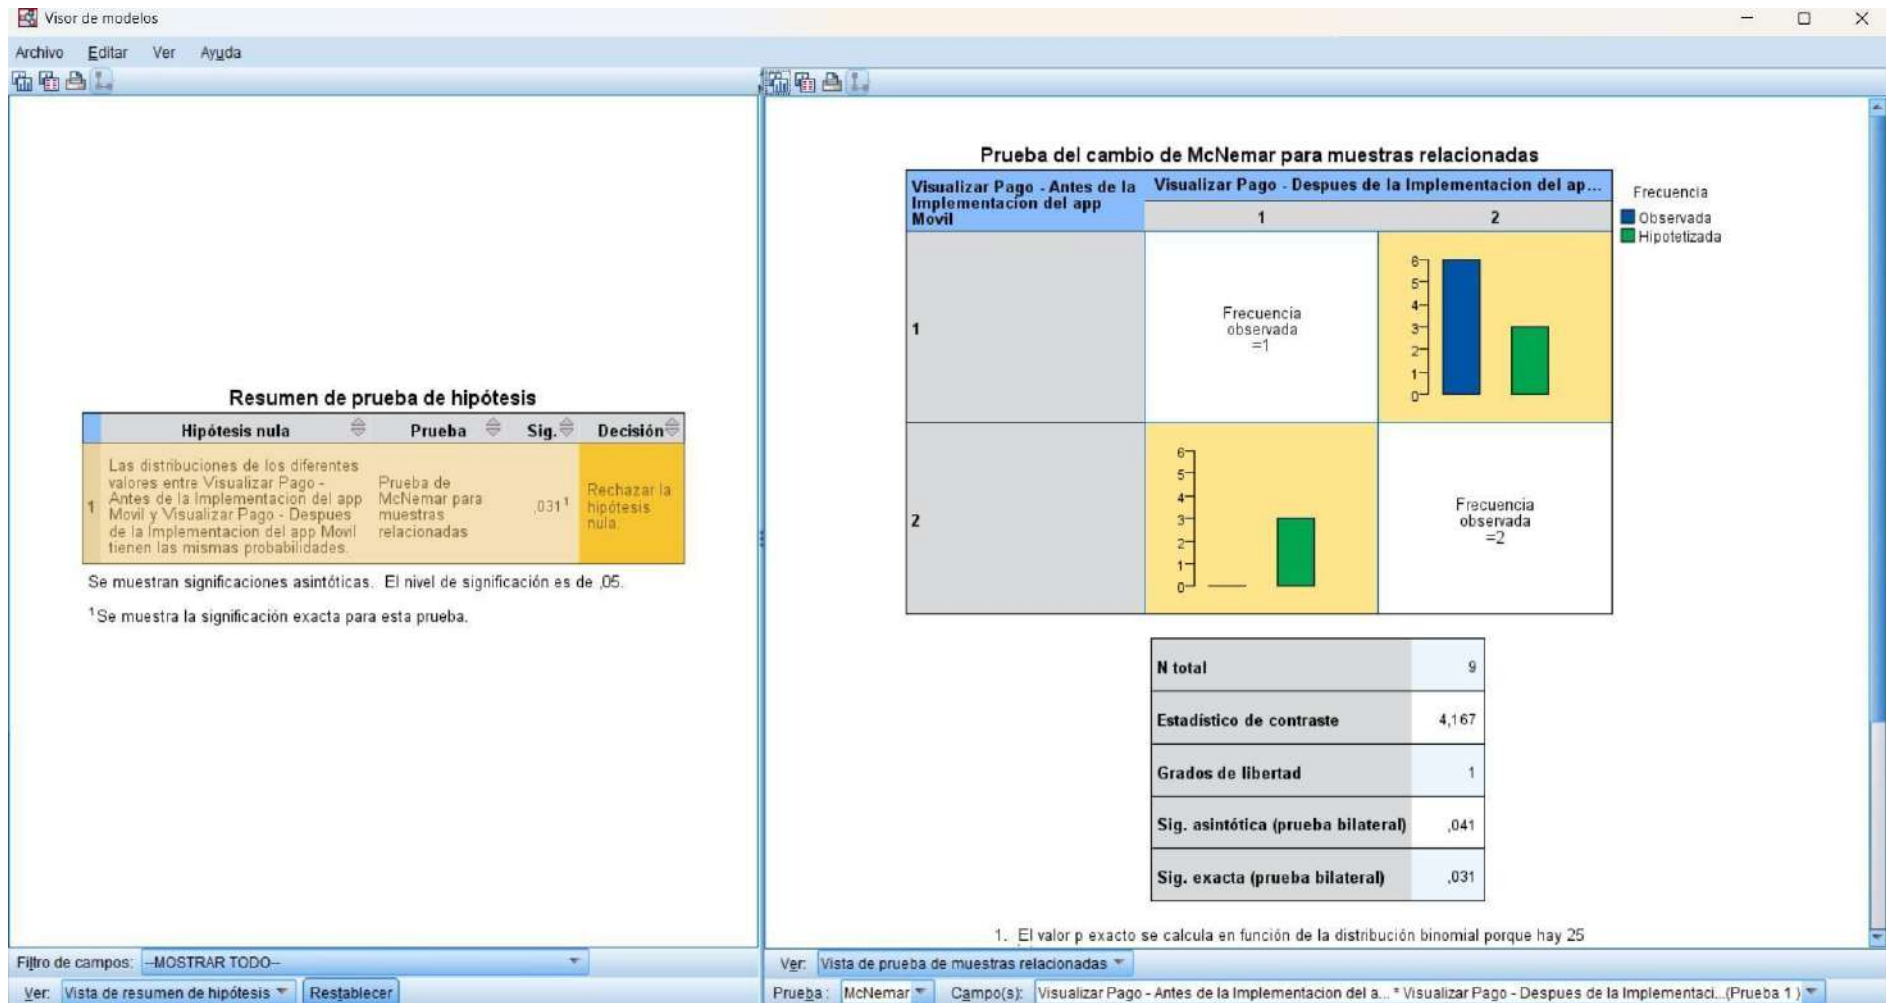 Visor de modelos
Archivo Editar Ver Ayuda
Resumen de prueba de hipótesis
Hipótesis nula Prueba Sig. Decisión
1
Las distribuciones de los diferentes
valores entre Visualizar Pago -
Antes de la Implementacion del app
Movil y Visualizar Pago - Despues
de la Implementacion del app Movil
tienen las mismas probabilidades.
Prueba de
McNemar para
muestras
relacionadas
,031¹
Rechazar la
hipótesis
nula.
Se muestran significaciones asintóticas. El nivel de significación es de ,05.
¹Se muestra la significación exacta para esta prueba.
Filtro de campos: --MOSTRAR TODO--
Ver: Vista de resumen de hipótesis Restablecer
Prueba del cambio de McNemar para muestras relacionadas
Visualizar Pago - Antes de la
Implementacion del app
Movil
Visualizar Pago - Despues de la Implementacion del ap...
1 2
Frecuencia
Observada
Hipotetizada
1
Frecuencia
observada
=1
6
5
4
3
2
1
0
2
6
5
4
3
2
1
0
Frecuencia
observada
=2
N total 9
Estadístico de contraste 4,167
Grados de libertad 1
Sig. asintótica (prueba bilateral) ,041
Sig. exacta (prueba bilateral) ,031
1. El valor p exacto se calcula en función de la distribución binomial porque hay 25
Ver: Vista de prueba de muestras relacionadas
Prueba: McNemar Campo(s): Visualizar Pago - Antes de la Implementacion del a... * Visualizar Pago - Despues de la Implementaci...(Prueba 1 )